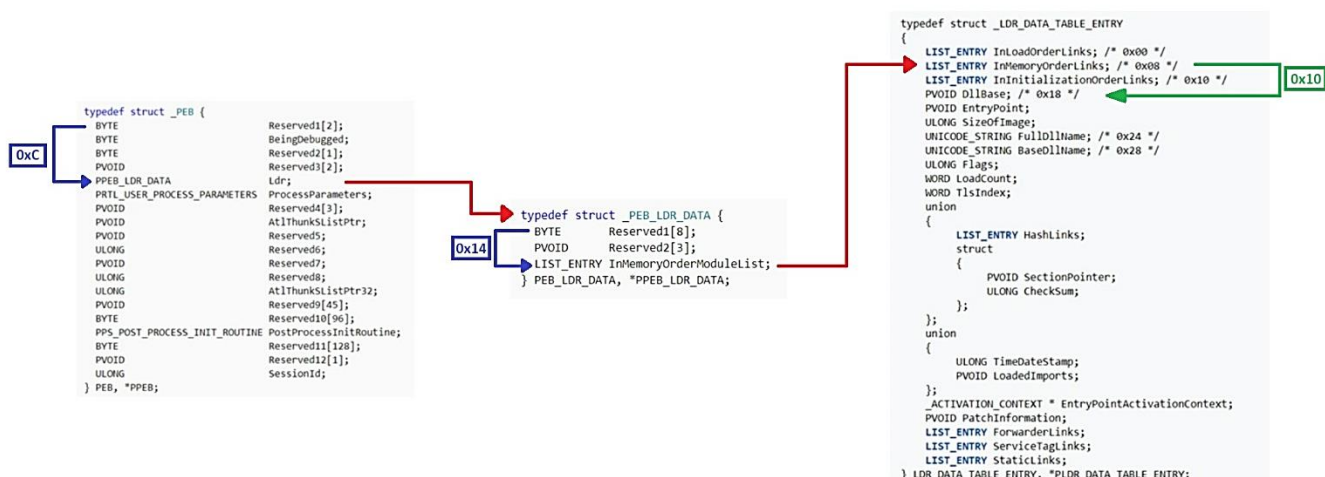 0xC
typedef struct _PEB {
BYTE Reserved1[2];
BYTE BeingDebugged;
BYTE Reserved2[1];
PVOID Reserved3[2];
PPEB_LDR_DATA Ldr;
PRTL_USER_PROCESS_PARAMETERS ProcessParameters;
PVOID Reserved4[3];
PVOID AtlThunkSListPtr;
PVOID Reserved5;
ULONG Reserved6;
PVOID Reserved7;
ULONG Reserved8;
ULONG AtlThunkSListPtr32;
PVOID Reserved9[45];
BYTE Reserved10[96];
PPS_POST_PROCESS_INIT_ROUTINE PostProcessInitRoutine;
BYTE Reserved11[128];
PVOID Reserved12[1];
ULONG SessionId;
} PEB, *PPEB;
0x14
typedef struct _PEB_LDR_DATA {
BYTE Reserved1[8];
PVOID Reserved2[3];
LIST_ENTRY InMemoryOrderModuleList;
} PEB_LDR_DATA, *PPEB_LDR_DATA;
typedef struct _LDR_DATA_TABLE_ENTRY
{
LIST_ENTRY InLoadOrderLinks; /* 0x00 */
LIST_ENTRY InMemoryOrderLinks; /* 0x08 */
LIST_ENTRY InInitializationOrderLinks; /* 0x10 */
PVOID DllBase; /* 0x18 */
PVOID EntryPoint;
ULONG SizeOfImage;
UNICODE_STRING FullDllName; /* 0x24 */
UNICODE_STRING BaseDllName; /* 0x28 */
ULONG Flags;
WORD LoadCount;
WORD TlsIndex;
union
{
LIST_ENTRY HashLinks;
struct
{
PVOID SectionPointer;
ULONG CheckSum;
};
};
union
{
ULONG TimeDateStamp;
PVOID LoadedImports;
};
_ACTIVATION_CONTEXT * EntryPointActivationContext;
PVOID PatchInformation;
LIST_ENTRY ForwarderLinks;
LIST_ENTRY ServiceTagLinks;
LIST_ENTRY StaticLinks;
} LDR_DATA_TABLE_ENTRY, *PLDR_DATA_TABLE_ENTRY;
0x10